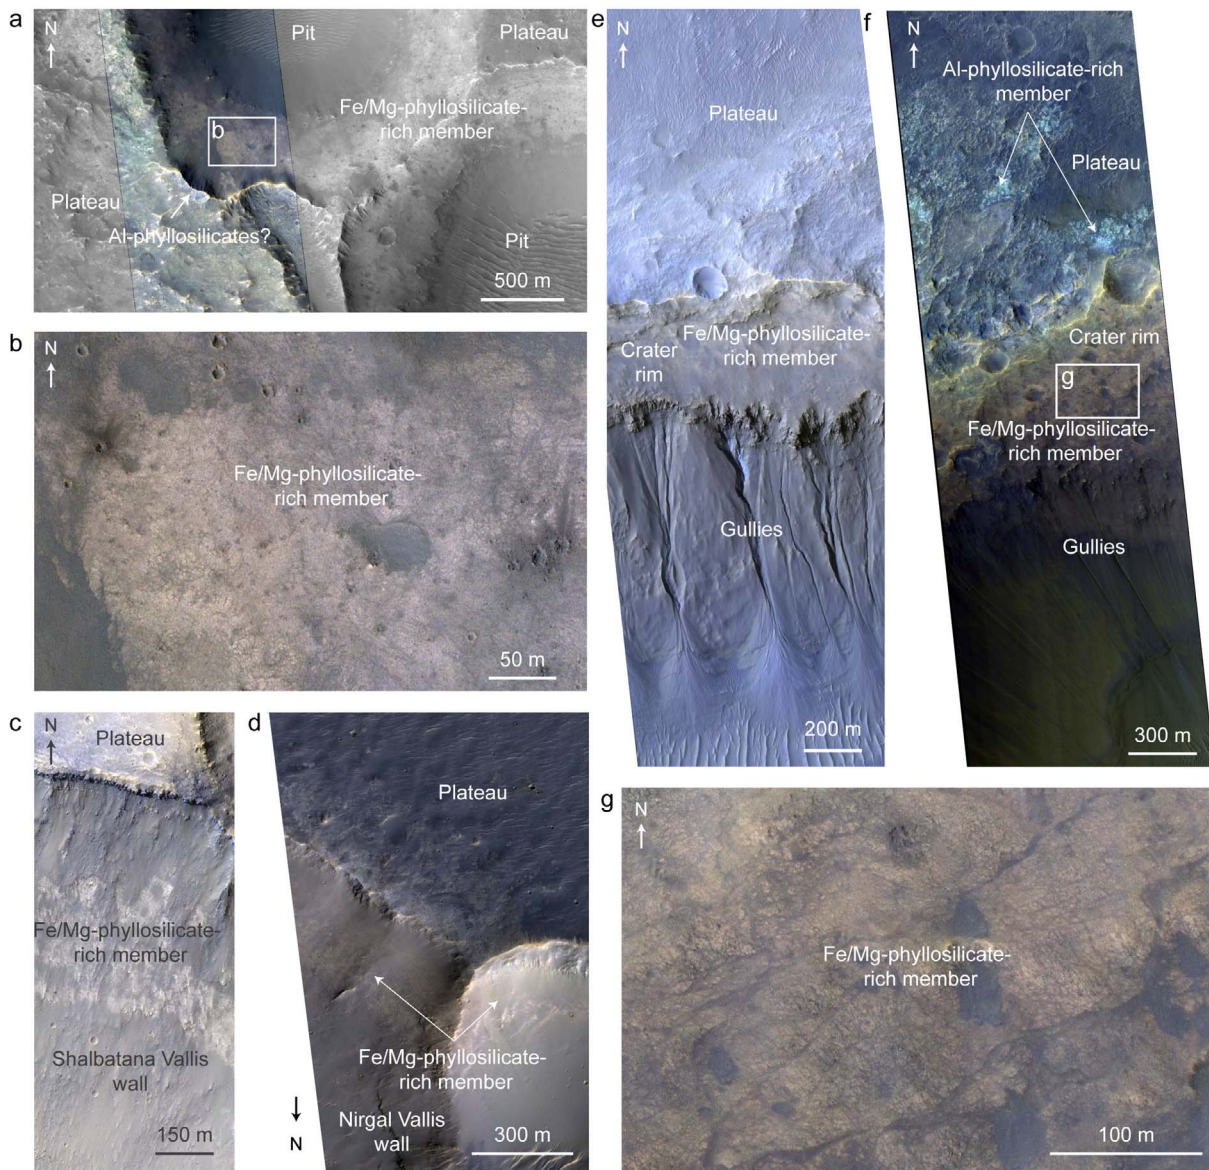 a
N
Pit
Plateau
Fe/Mg-phyllosilicate-
rich member
b
Plateau
Al-phyllosilicates?
Pit
500 m
b
N
Fe/Mg-phyllosilicate-
rich member
50 m
c
N
Plateau
Fe/Mg-phyllosilicate-
rich member
Shalbatana Vallis
wall
150 m
d
Plateau
Fe/Mg-phyllosilicate-
rich member
Nirgal Vallis
wall
N
300 m
e
N
Plateau
Fe/Mg-phyllosilicate-
rich member
Crater
rim
Gullies
200 m
f
N
Al-phyllosilicate-rich
member
Plateau
Crater rim
g
Fe/Mg-phyllosilicate-
rich member
Gullies
300 m
g
N
Fe/Mg-phyllosilicate-
rich member
100 m